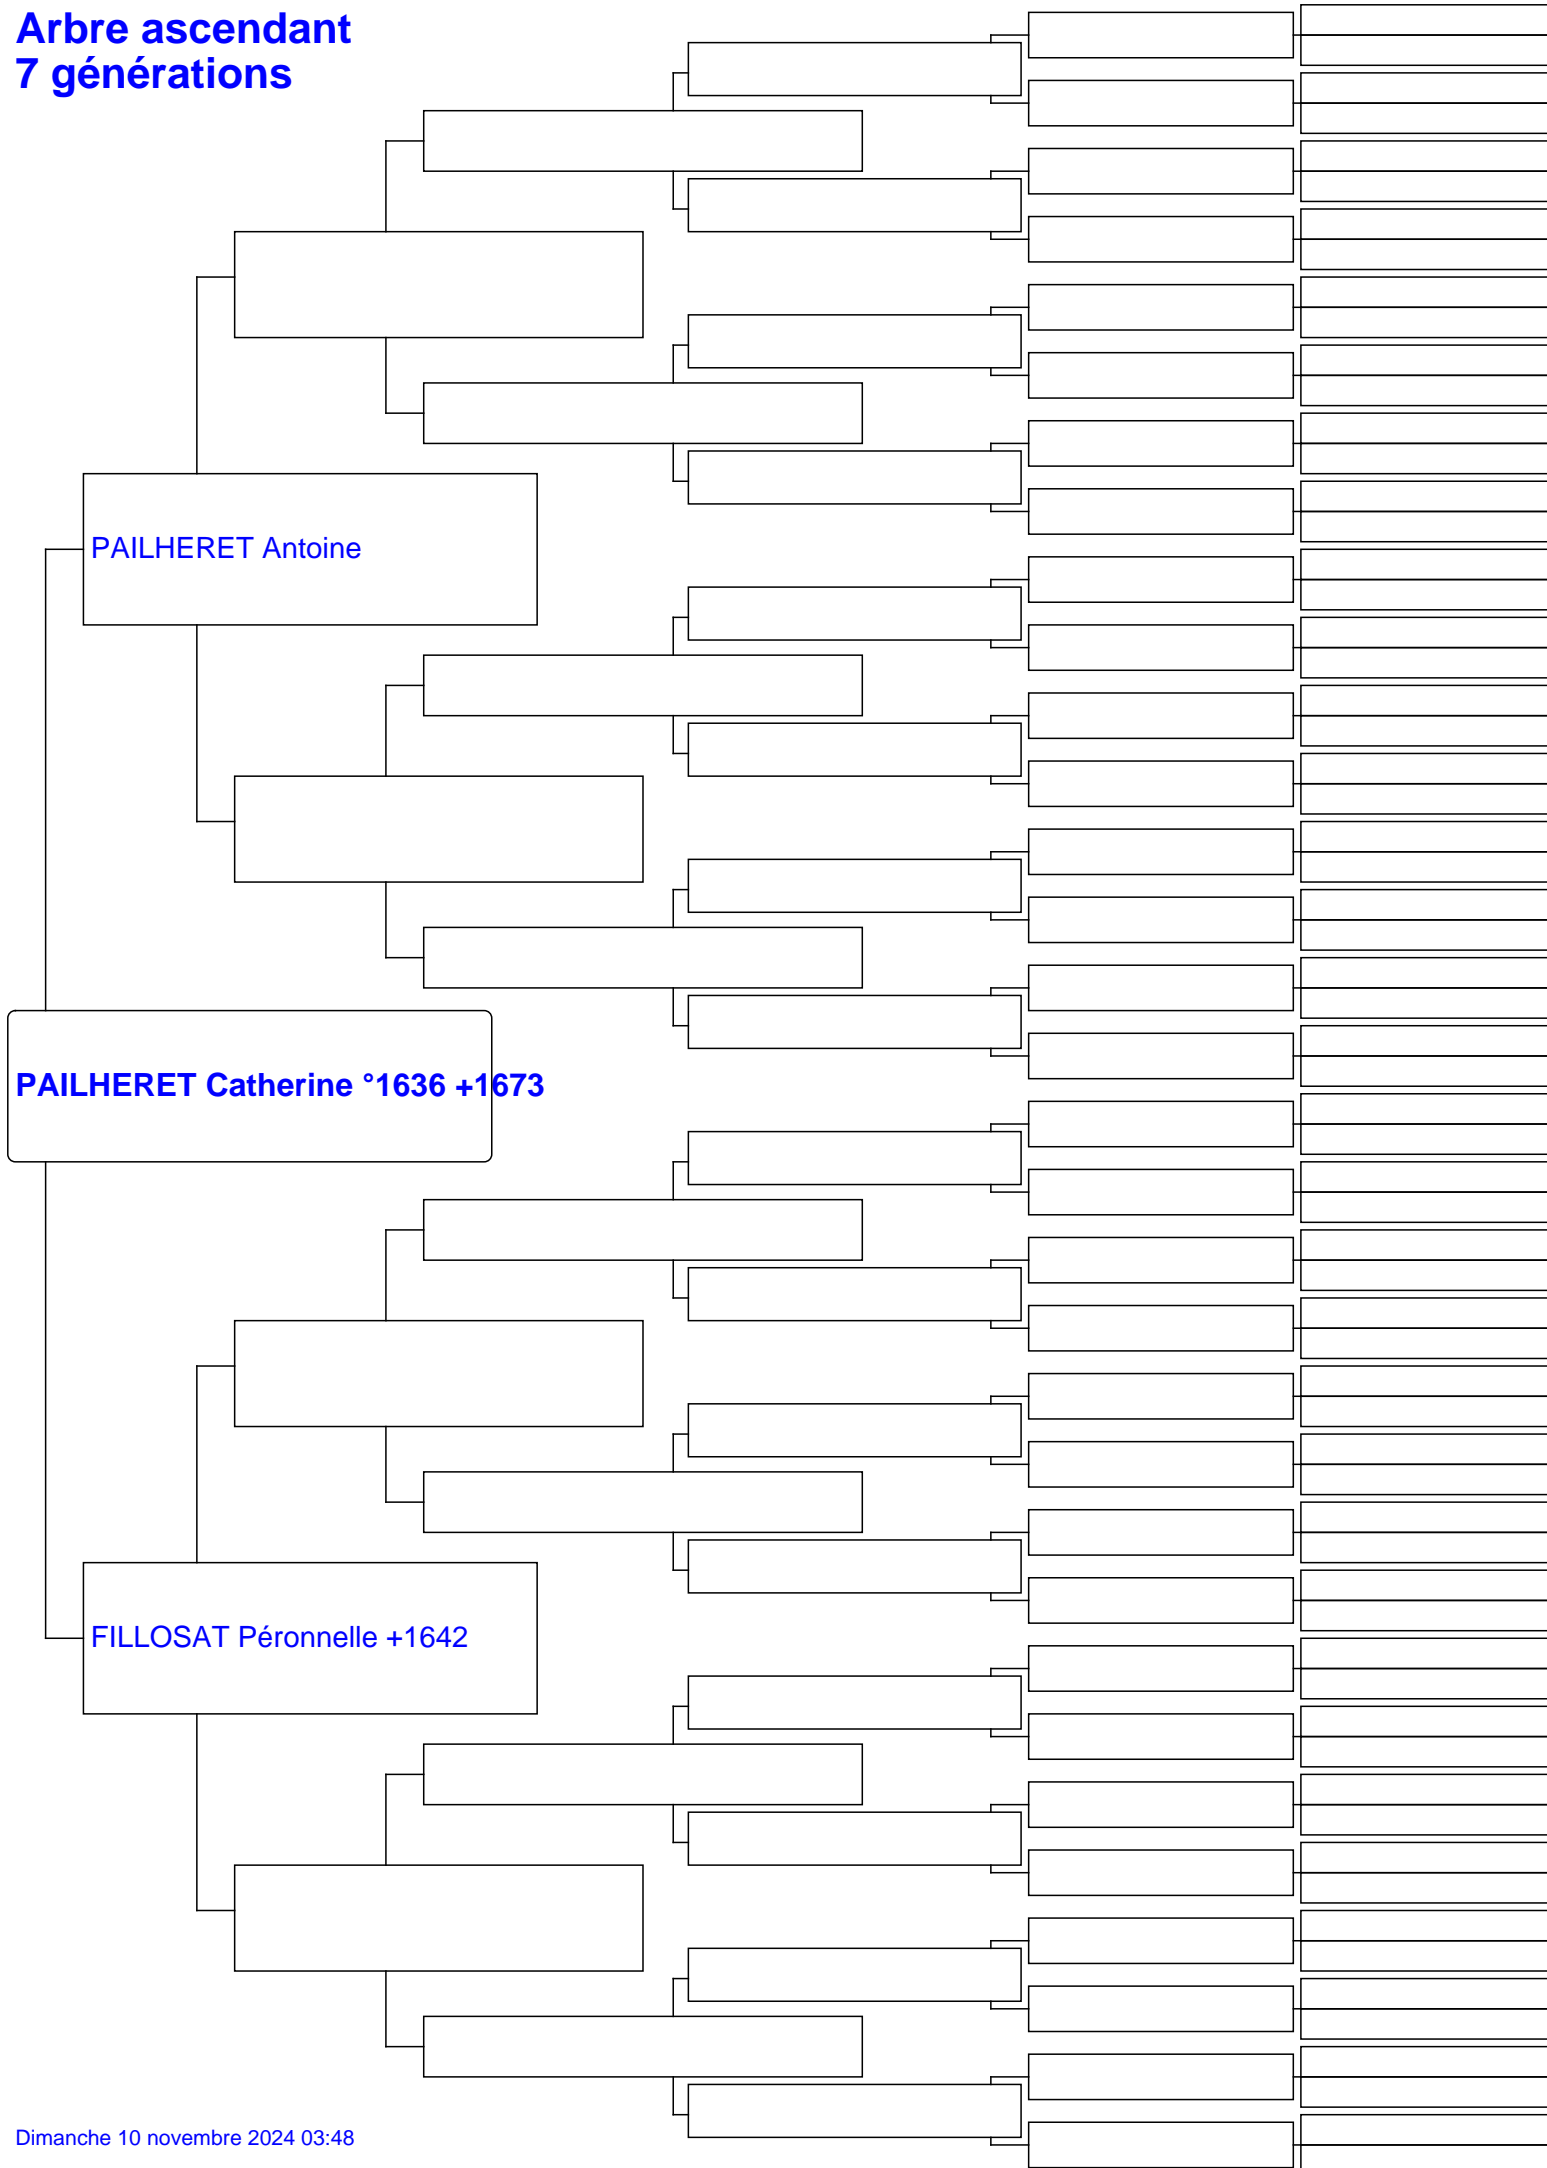 Arbre ascendant
7 générations
PAILHERET Antoine
PAILHERET Catherine °1636 +1673
FILLOSAT Péronnelle +1642
Dimanche 10 novembre 2024 03:48